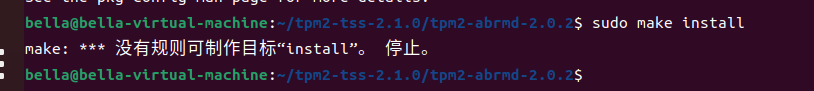 See the pkg-config man page for more details.
bella@bella-virtual-machine:~/tpm2-tss-2.1.0/tpm2-abrmd-2.0.2$ sudo make install
make: *** 没有规则可制作目标“install”。 停止。
bella@bella-virtual-machine:~/tpm2-tss-2.1.0/tpm2-abrmd-2.0.2$